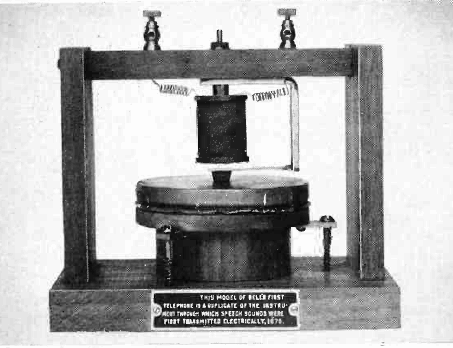 THIS MODEL OF BELL'S FIRST
TELEPHONE IS A DUPLICATE OF THE INSTRU-
MENT THROUGH WHICH SPEECH SOUNDS WERE
FIRST TRANSMITTED ELECTRICALLY, 1875.